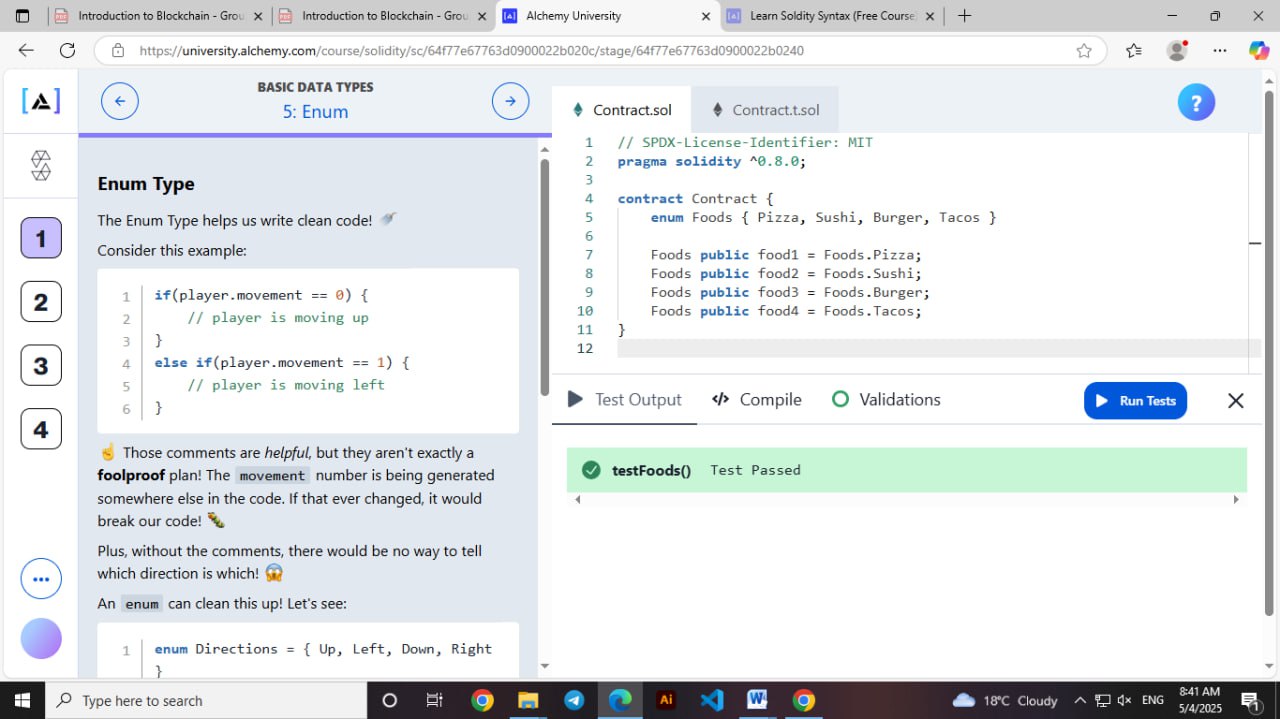 Introduction to Blockchain - Grou
Introduction to Blockchain - Grou
Alchemy University
Learn Soldity Syntax (Free Course
https://university.alchemy.com/course/solidity/sc/64f77e67763d0900022b020c/stage/64f77e67763d0900022b0240
BASIC DATA TYPES
5: Enum
1
2
3
4
Enum Type
The Enum Type helps us write clean code! 🚿
Consider this example:
1 if(player.movement == 0) {
2 // player is moving up
3 }
4 else if(player.movement == 1) {
5 // player is moving left
6 }
☝️ Those comments are helpful, but they aren't exactly a
foolproof plan! The movement number is being generated
somewhere else in the code. If that ever changed, it would
break our code! 🐛
Plus, without the comments, there would be no way to tell
which direction is which! 😱
An enum can clean this up! Let's see:
1 enum Directions = { Up, Left, Down, Right
}
Contract.sol
Contract.t.sol
?
1 // SPDX-License-Identifier: MIT
2 pragma solidity ^0.8.0;
3
4 contract Contract {
5 enum Foods { Pizza, Sushi, Burger, Tacos }
6
7 Foods public food1 = Foods.Pizza;
8 Foods public food2 = Foods.Sushi;
9 Foods public food3 = Foods.Burger;
10 Foods public food4 = Foods.Tacos;
11 }
12
Test Output
Compile
Validations
Run Tests
testFoods() Test Passed
Type here to search
Ai
W
18°C Cloudy
ENG
8:41 AM
5/4/2025
1